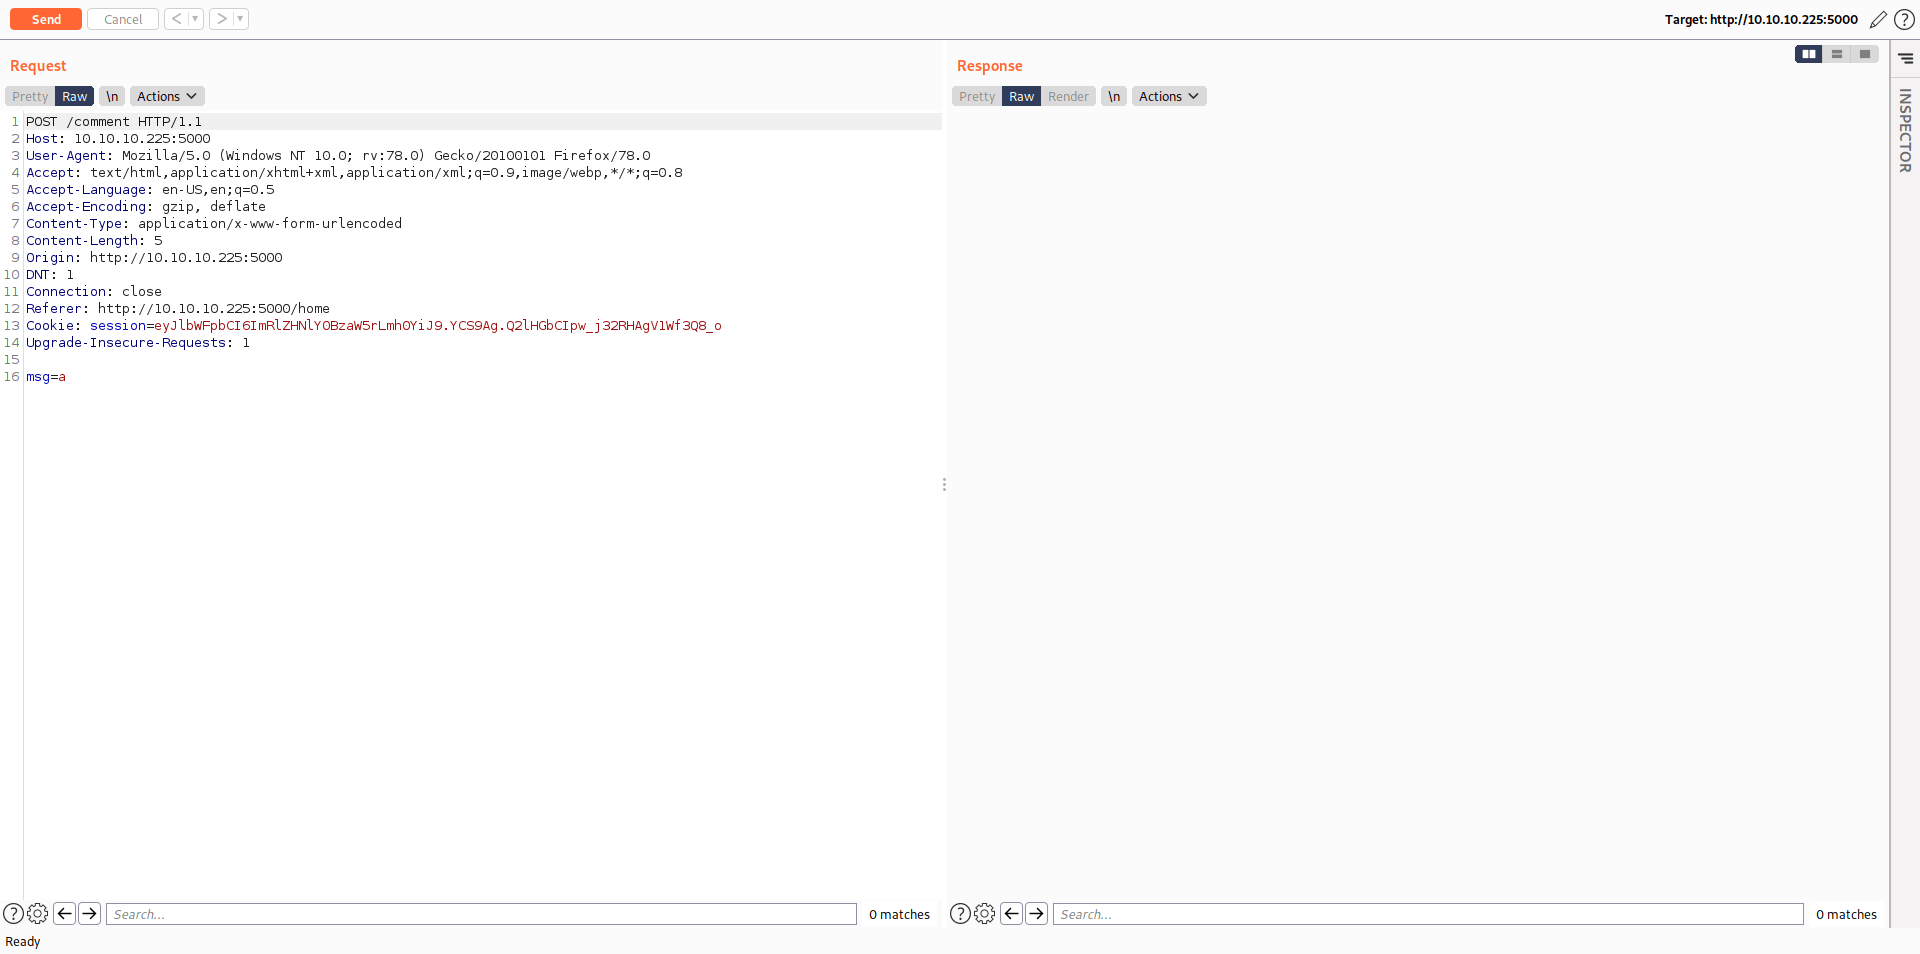 Send Cancel < ▾ > ▾ Target: http://10.10.10.225:5000 ?
Request
Pretty Raw \n Actions
1 POST /comment HTTP/1.1
2 Host: 10.10.10.225:5000
3 User-Agent: Mozilla/5.0 (Windows NT 10.0; rv:78.0) Gecko/20100101 Firefox/78.0
4 Accept: text/html,application/xhtml+xml,application/xml;q=0.9,image/webp,*/*;q=0.8
5 Accept-Language: en-US,en;q=0.5
6 Accept-Encoding: gzip, deflate
7 Content-Type: application/x-www-form-urlencoded
8 Content-Length: 5
9 Origin: http://10.10.10.225:5000
10 DNT: 1
11 Connection: close
12 Referer: http://10.10.10.225:5000/home
13 Cookie: session=eyJlbWFpbCI6ImRlZHNlY0BzaW5rLmh0YiJ9.YCS9Ag.Q2lHGbCIpw_j32RHAgV1Wf3Q8_o
14 Upgrade-Insecure-Requests: 1
15
16 msg=a
? Search... 0 matches
Response
Pretty Raw Render \n Actions
? Search... 0 matches
INSPECTOR
Ready